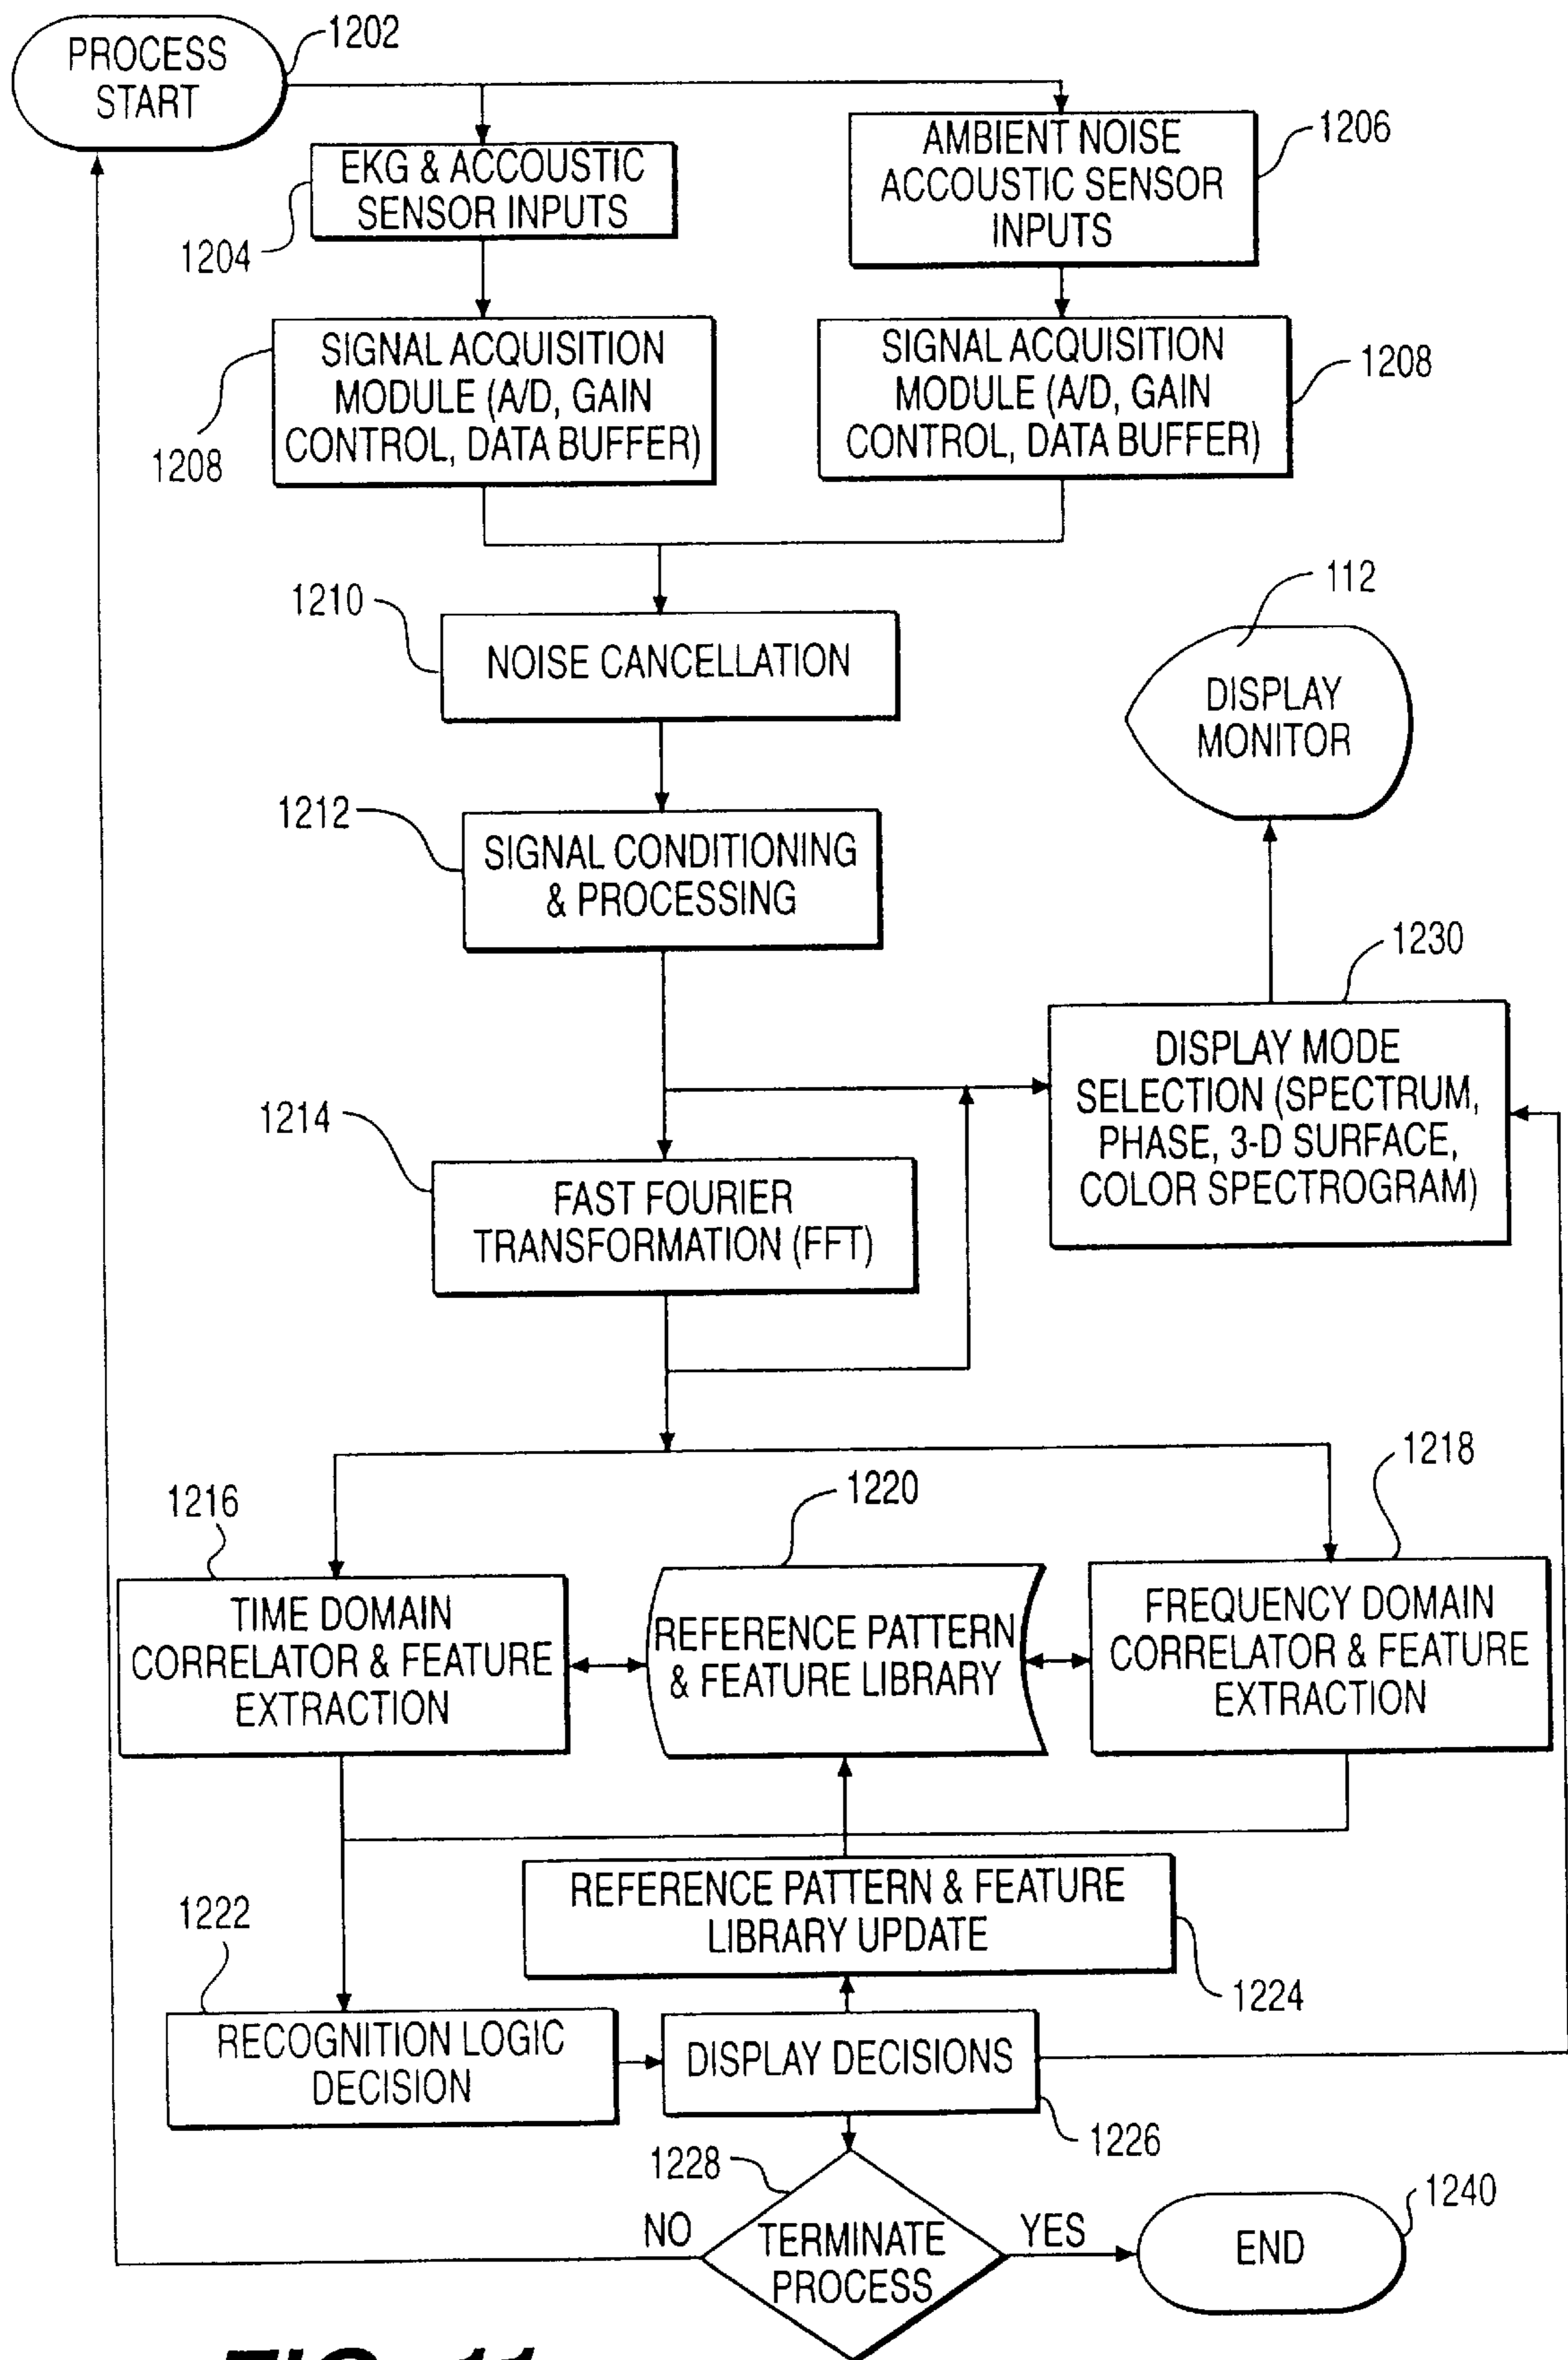 PROCESS
START
1202
EKG & ACCOUSTIC
SENSOR INPUTS
1204
AMBIENT NOISE
ACCOUSTIC SENSOR
INPUTS
1206
SIGNAL ACQUISITION
MODULE (A/D, GAIN
CONTROL, DATA BUFFER)
1208
SIGNAL ACQUISITION
MODULE (A/D, GAIN
CONTROL, DATA BUFFER)
1208
1210
NOISE CANCELLATION
112
DISPLAY
MONITOR
1212
SIGNAL CONDITIONING
& PROCESSING
1230
DISPLAY MODE
SELECTION (SPECTRUM,
PHASE, 3-D SURFACE,
COLOR SPECTROGRAM)
1214
FAST FOURIER
TRANSFORMATION (FFT)
1216
TIME DOMAIN
CORRELATOR & FEATURE
EXTRACTION
1220
REFERENCE PATTERN
& FEATURE LIBRARY
1218
FREQUENCY DOMAIN
CORRELATOR & FEATURE
EXTRACTION
REFERENCE PATTERN & FEATURE
LIBRARY UPDATE
1224
1222
RECOGNITION LOGIC
DECISION
DISPLAY DECISIONS
1226
1228
NO
TERMINATE
PROCESS
YES
END
1240
FIG. 11